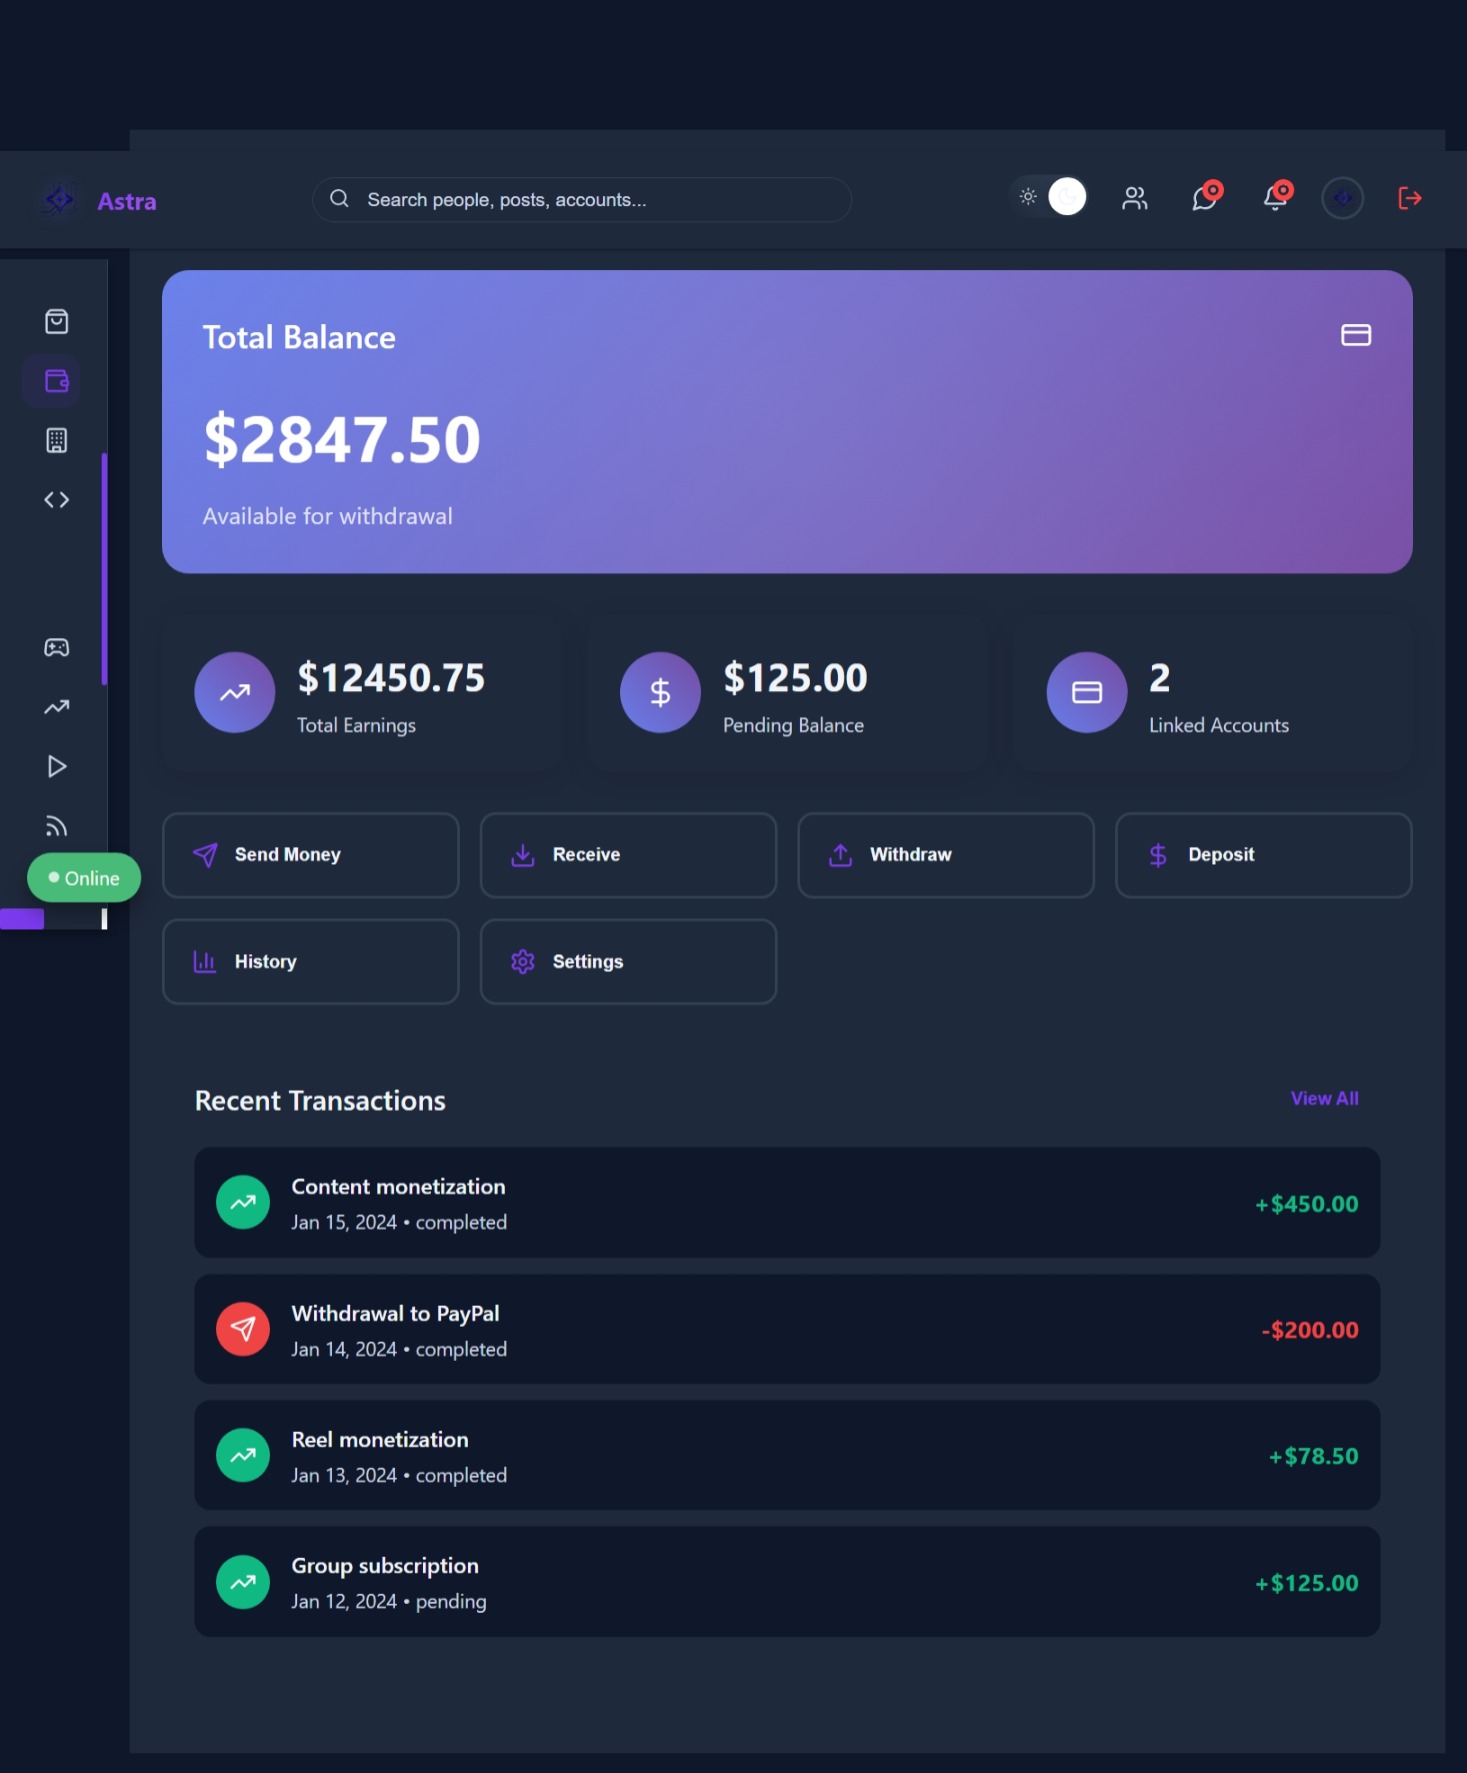 Astra
Search people, posts, accounts...
Total Balance
$2847.50
Available for withdrawal
$12450.75
Total Earnings
$125.00
Pending Balance
2
Linked Accounts
Send Money
Receive
Withdraw
Deposit
Online
History
Settings
Recent Transactions
View All
Content monetization
Jan 15, 2024 • completed
+$450.00
Withdrawal to PayPal
Jan 14, 2024 • completed
-$200.00
Reel monetization
Jan 13, 2024 • completed
+$78.50
Group subscription
Jan 12, 2024 • pending
+$125.00